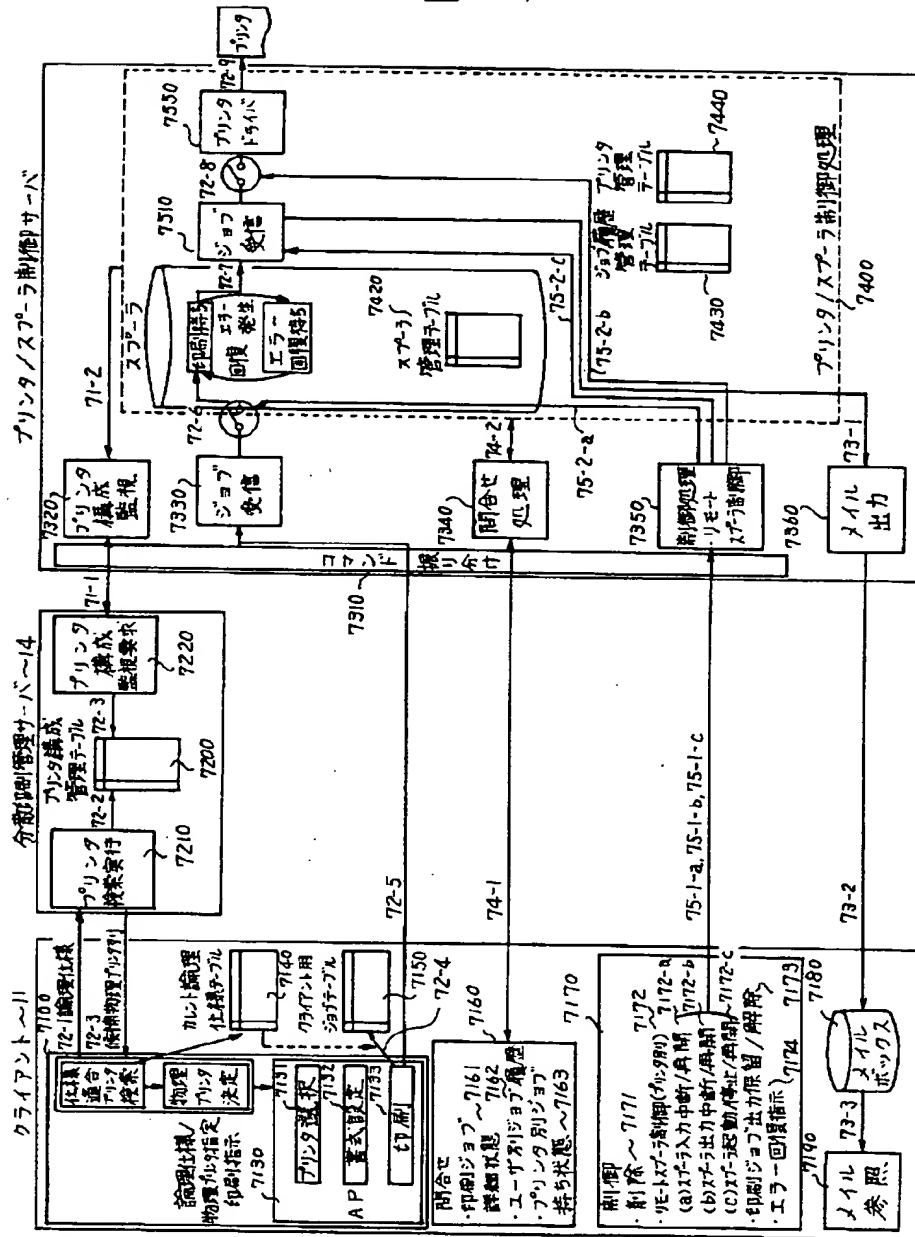 プリンタ/スプーラ制御サーバ
7320
プリンタ
構成
監視
71-2
スプーラ
7330
ジョブ
受信
72-6
印刷待ち
エラー
回復
発生
エラー
回復待ち
72-7
7510
ジョブ
受信
72-8
7550
プリンタ
ドライバ
72-9
プリンタ
7420
スプーラ
管理テーブル
ジョブ履歴
管理
テーブル
7430
プリンタ
管理
テーブル
7440
7340
問合せ
処理
74-2
75-2-a
75-2-b
75-2-c
7350
制御処理
・リモート
スプーラ制御
73-1
7360
メイル
出力
7400
プリンタ/スプーラ制御処理
コマンド振り分け
7310
71-1
分散印刷管理サーバ~14
プリンタ
検索実行
7210
72-2
プリンタ構成
管理テーブル
7200
72-3
プリンタ
構成
監視要求
7220
クライアント~11
7110
72-1論理仕様
72-3
候補物理プリンタ名
仕様
適合
プリンタ
検索
物理
プリンタ
決定
論理仕様/
物理プリンタ指定
印刷指示
7130
プリンタ選択
7131
書式設定
7132
印刷
7133
AP
カレント論理
仕様テーブル
7140
クライアント用
ジョブテーブル
7150
72-4
72-5
7160
問合せ
・印刷ジョブ~7161
詳細状態 7162
・ユーザ別ジョブ履歴
・プリンタ別ジョブ
持ち状態~7163
74-1
7170
制御
・削除~7171
・リモートスプーラ制御(プリンタ別) 7172
(a)スプーラ入力中断/再開 7172-a
(b)スプーラ出力中断/再開 7172-b
(c)スプーラ起動/停止/再開 7172-c
・印刷ジョブ出力保留/解除 7173
・エラー回復指示 7174
75-1-a, 75-1-b, 75-1-c
7180
メイル
ボックス
73-2
73-3
7190
メイル
参照